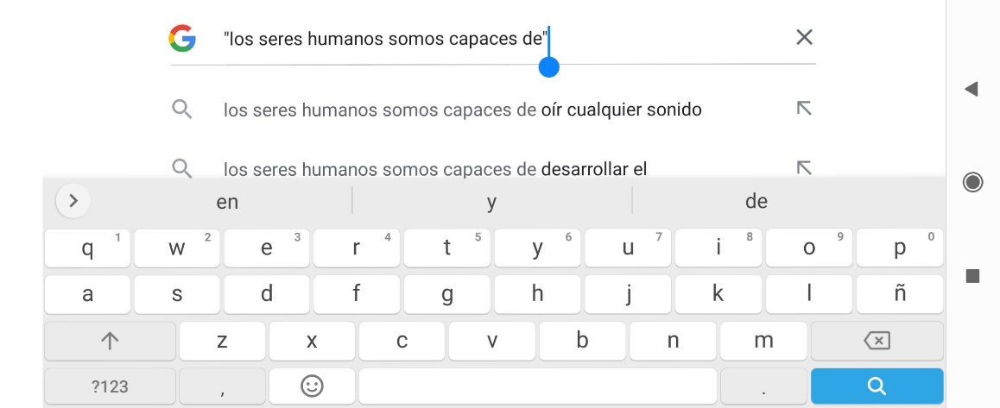 "los seres humanos somos capaces de"
los seres humanos somos capaces de oír cualquier sonido
los seres humanos somos capaces de desarrollar el
en y de
q 1 w 2 e 3 r 4 t 5 y 6 u 7 i 8 o 9 p 0
a s d f g h j k l ñ
z x c v b n m
?123 , .